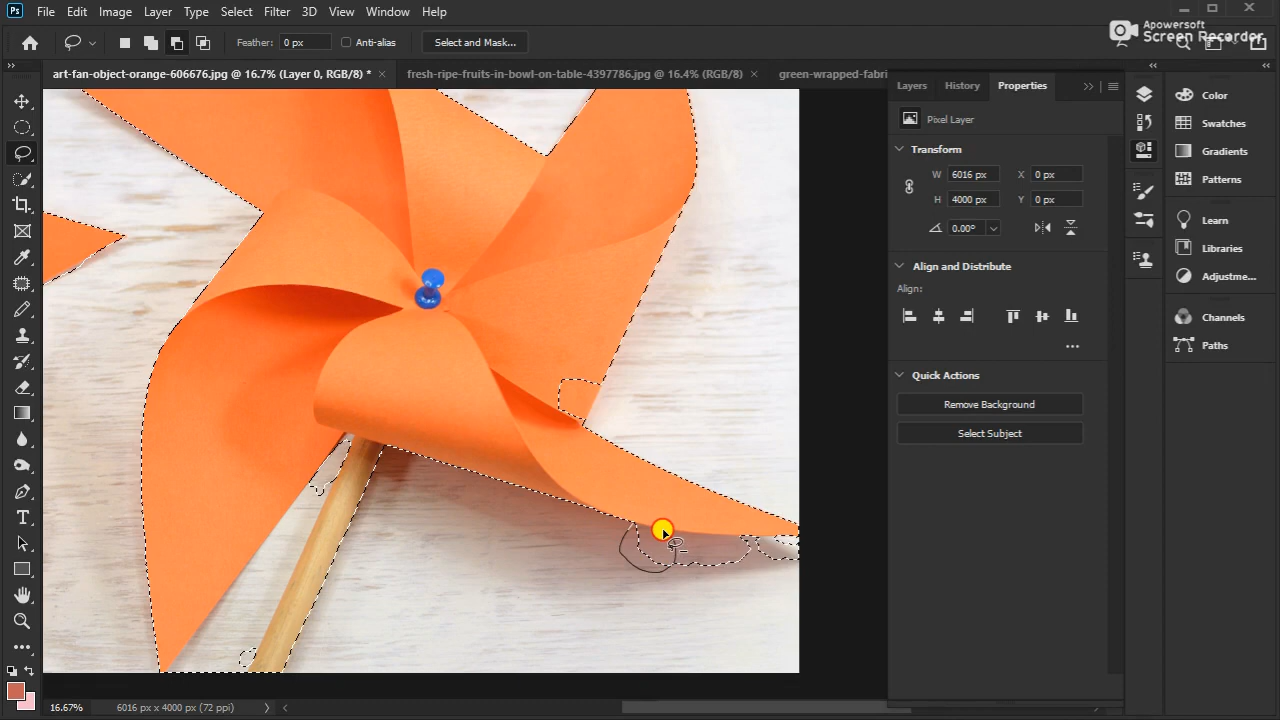 Ps File Edit Image Layer Type Select Filter 3D View Window Help
Apowersoft
Screen Recorder
Feather: 0 px Anti-alias Select and Mask...
art-fan-object-orange-606676.jpg @ 16.7% (Layer 0, RGB/8) * × fresh-ripe-fruits-in-bowl-on-table-4397786.jpg @ 16.4% (RGB/8) × green-wrapped-fabri
Layers History Properties
Color
Pixel Layer
Swatches
Transform
Gradients
W 6016 px X 0 px
Patterns
H 4000 px Y 0 px
0.00° Learn
Libraries
Align and Distribute
Adjustme...
Align:
Channels
Paths
Quick Actions
Remove Background
Select Subject
T
16.67% 6016 px x 4000 px (72 ppi)